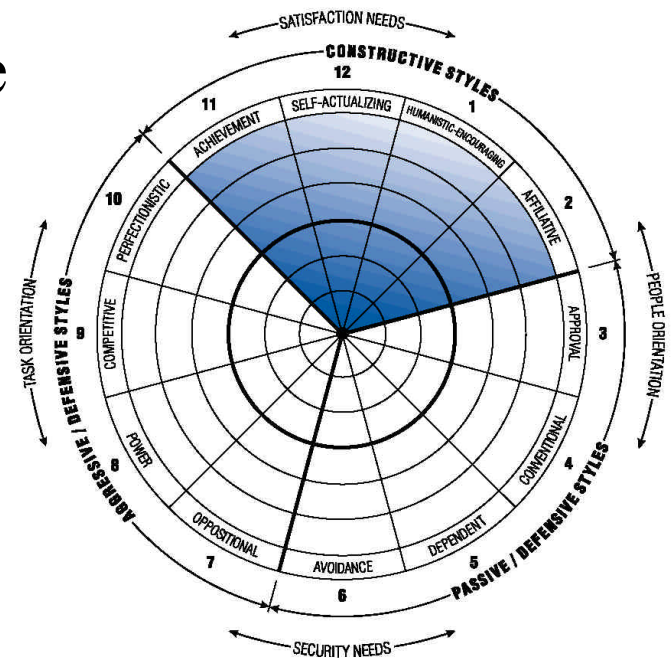 e
SATISFACTION NEEDS
CONSTRUCTIVE STYLES
12
SELF-ACTUALIZING
1
HUMANISTIC-ENCOURAGING
2
AFFILIATIVE
PEOPLE ORIENTATION
3
APPROVAL
4
CONVENTIONAL
PASSIVE / DEFENSIVE STYLES
5
DEPENDENT
6
AVOIDANCE
SECURITY NEEDS
7
OPPOSITIONAL
8
POWER
AGGRESSIVE / DEFENSIVE STYLES
TASK ORIENTATION
9
COMPETITIVE
10
PERFECTIONISTIC
11
ACHIEVEMENT